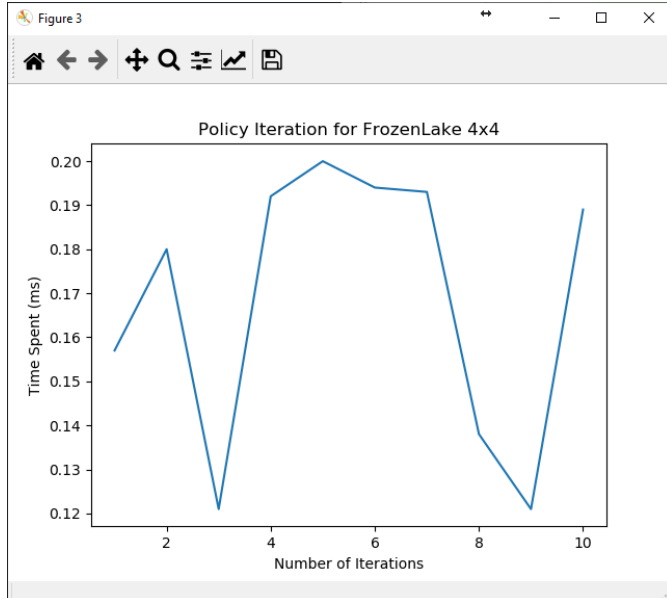 Figure 3
Policy Iteration for FrozenLake 4x4
0.20
0.19
0.18
0.17
0.16
0.15
0.14
0.13
0.12
Time Spent (ms)
2 4 6 8 10
Number of Iterations